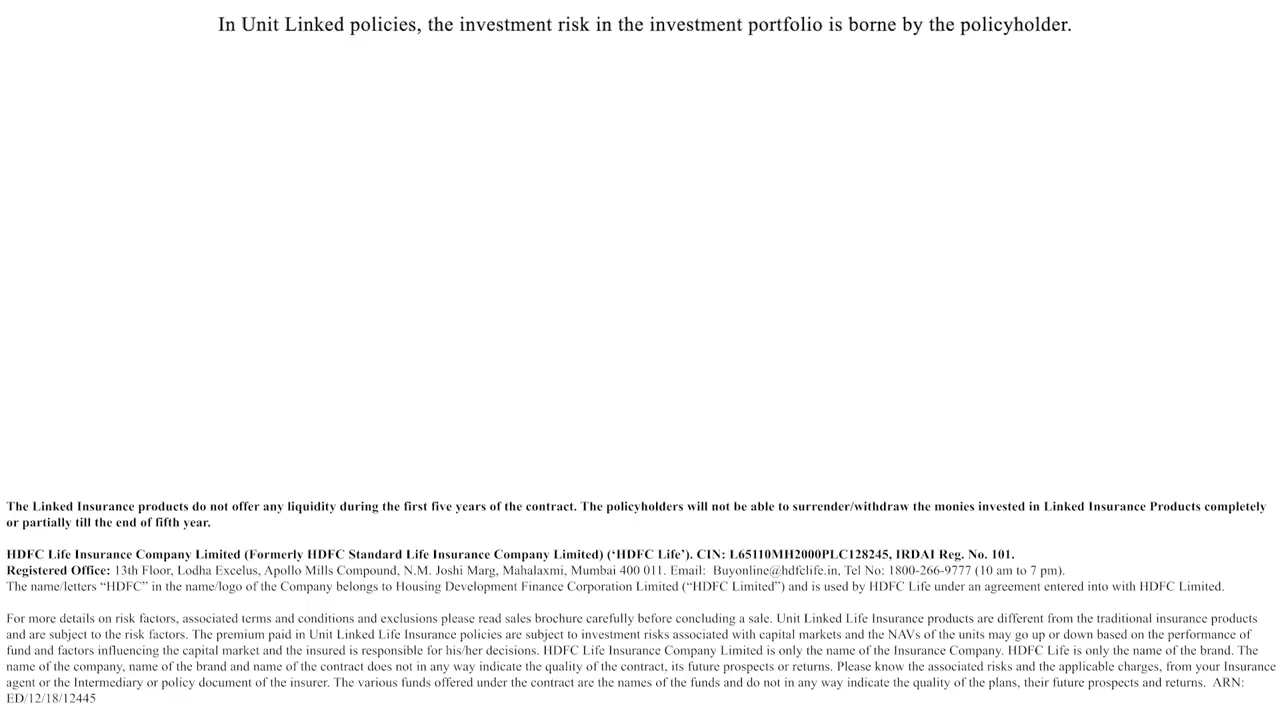 In Unit Linked policies, the investment risk in the investment portfolio is borne by the policyholder.
The Linked Insurance products do not offer any liquidity during the first five years of the contract. The policyholders will not be able to surrender/withdraw the monies invested in Linked Insurance Products completely
or partially till the end of fifth year.
HDFC Life Insurance Company Limited (Formerly HDFC Standard Life Insurance Company Limited) (‘HDFC Life’). CIN: L65110MH2000PLC128245, IRDAI Reg. No. 101.
Registered Office: 13th Floor, Lodha Excelus, Apollo Mills Compound, N.M. Joshi Marg, Mahalaxmi, Mumbai 400 011. Email: Buyonline@hdfclife.in, Tel No: 1800-266-9777 (10 am to 7 pm).
The name/letters “HDFC” in the name/logo of the Company belongs to Housing Development Finance Corporation Limited (“HDFC Limited”) and is used by HDFC Life under an agreement entered into with HDFC Limited.
For more details on risk factors, associated terms and conditions and exclusions please read sales brochure carefully before concluding a sale. Unit Linked Life Insurance products are different from the traditional insurance products
and are subject to the risk factors. The premium paid in Unit Linked Life Insurance policies are subject to investment risks associated with capital markets and the NAVs of the units may go up or down based on the performance of
fund and factors influencing the capital market and the insured is responsible for his/her decisions. HDFC Life Insurance Company Limited is only the name of the Insurance Company. HDFC Life is only the name of the brand. The
name of the company, name of the brand and name of the contract does not in any way indicate the quality of the contract, its future prospects or returns. Please know the associated risks and the applicable charges, from your Insurance
agent or the Intermediary or policy document of the insurer. The various funds offered under the contract are the names of the funds and do not in any way indicate the quality of the plans, their future prospects and returns. ARN:
ED/12/18/12445